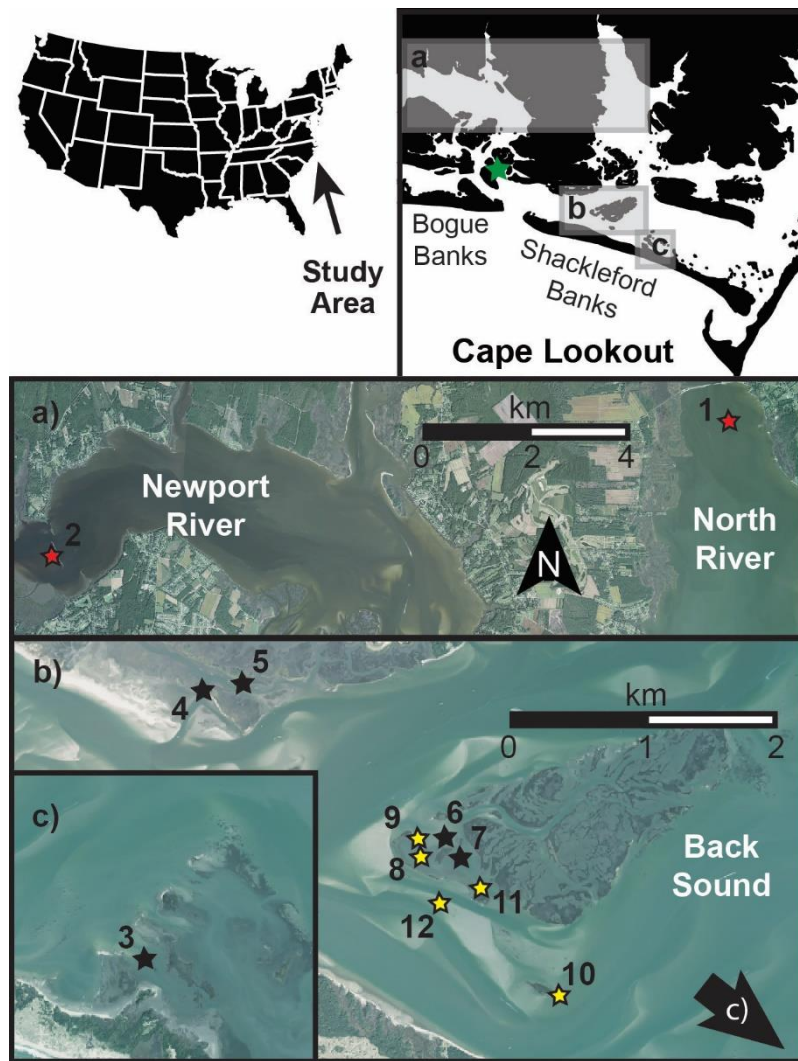 Study
Area
a
b
c
Bogue
Banks
Shackleford
Banks
Cape Lookout
a)
km
0 2 4
1
Newport
River
North
River
2
N
b)
5
4
km
0 1 2
c)
9
6
7
8
Back
Sound
11
12
3
10
c)